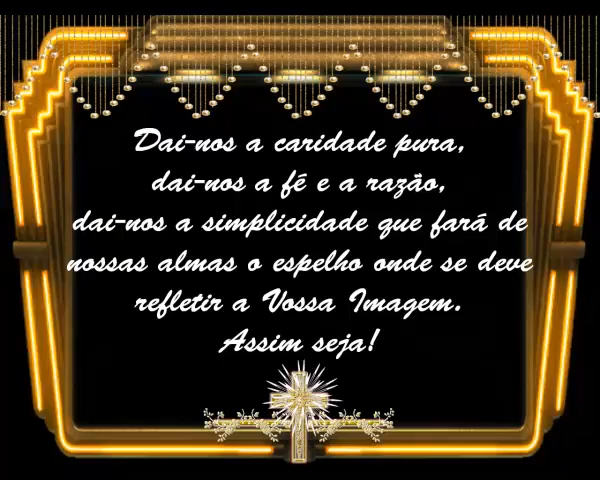 Dai-nos a caridade pura,
dai-nos a fé e a razão,
dai-nos a simplicidade que fará de
nossas almas o espelho onde se deve
refletir a Vossa Imagem.
Assim seja!